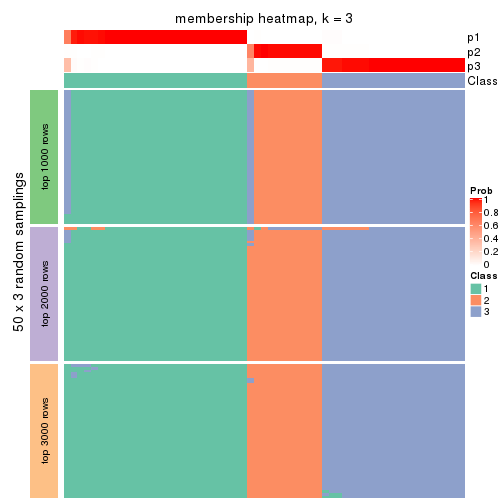 membership heatmap, k = 3
p1
p2
p3
Class
50 x 3 random samplings
top 1000 rows
top 2000 rows
top 3000 rows
Prob
1
0.8
0.6
0.4
0.2
0
Class
1
2
3